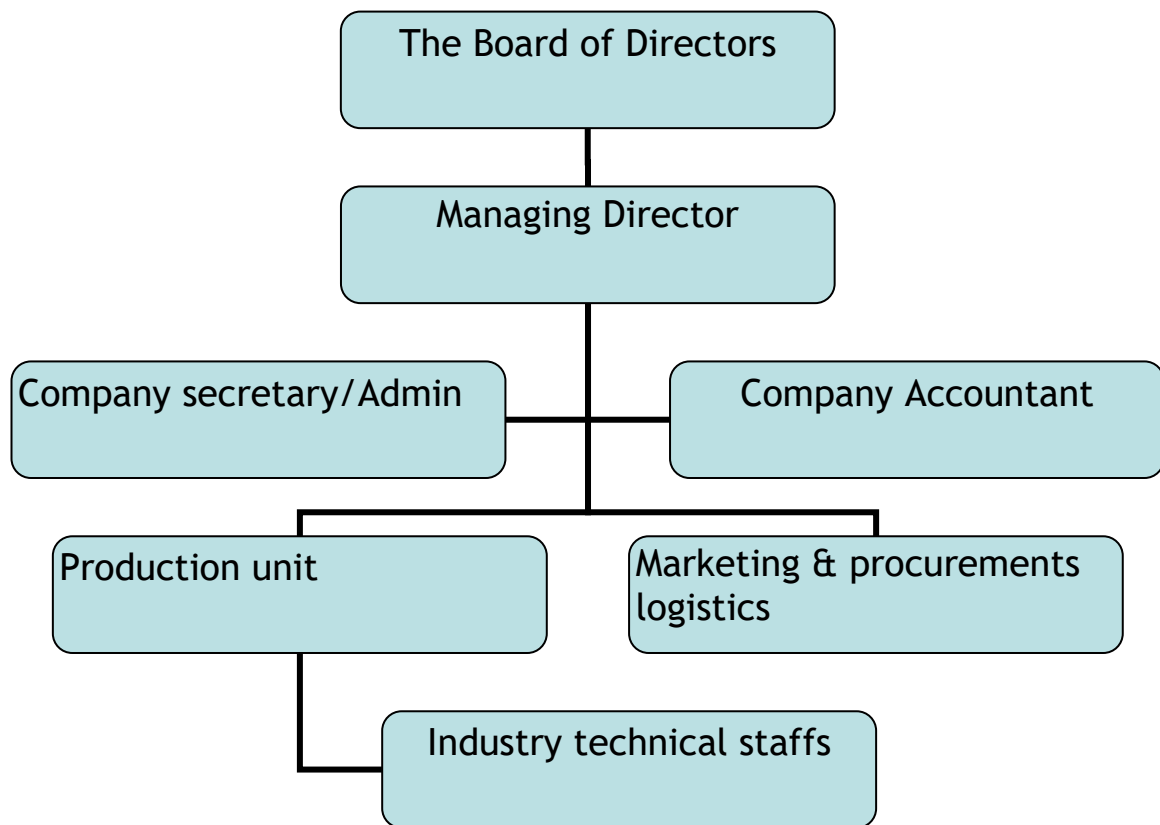 The Board of Directors
Managing Director
Company secretary/Admin
Company Accountant
Production unit
Marketing & procurements
logistics
Industry technical staffs